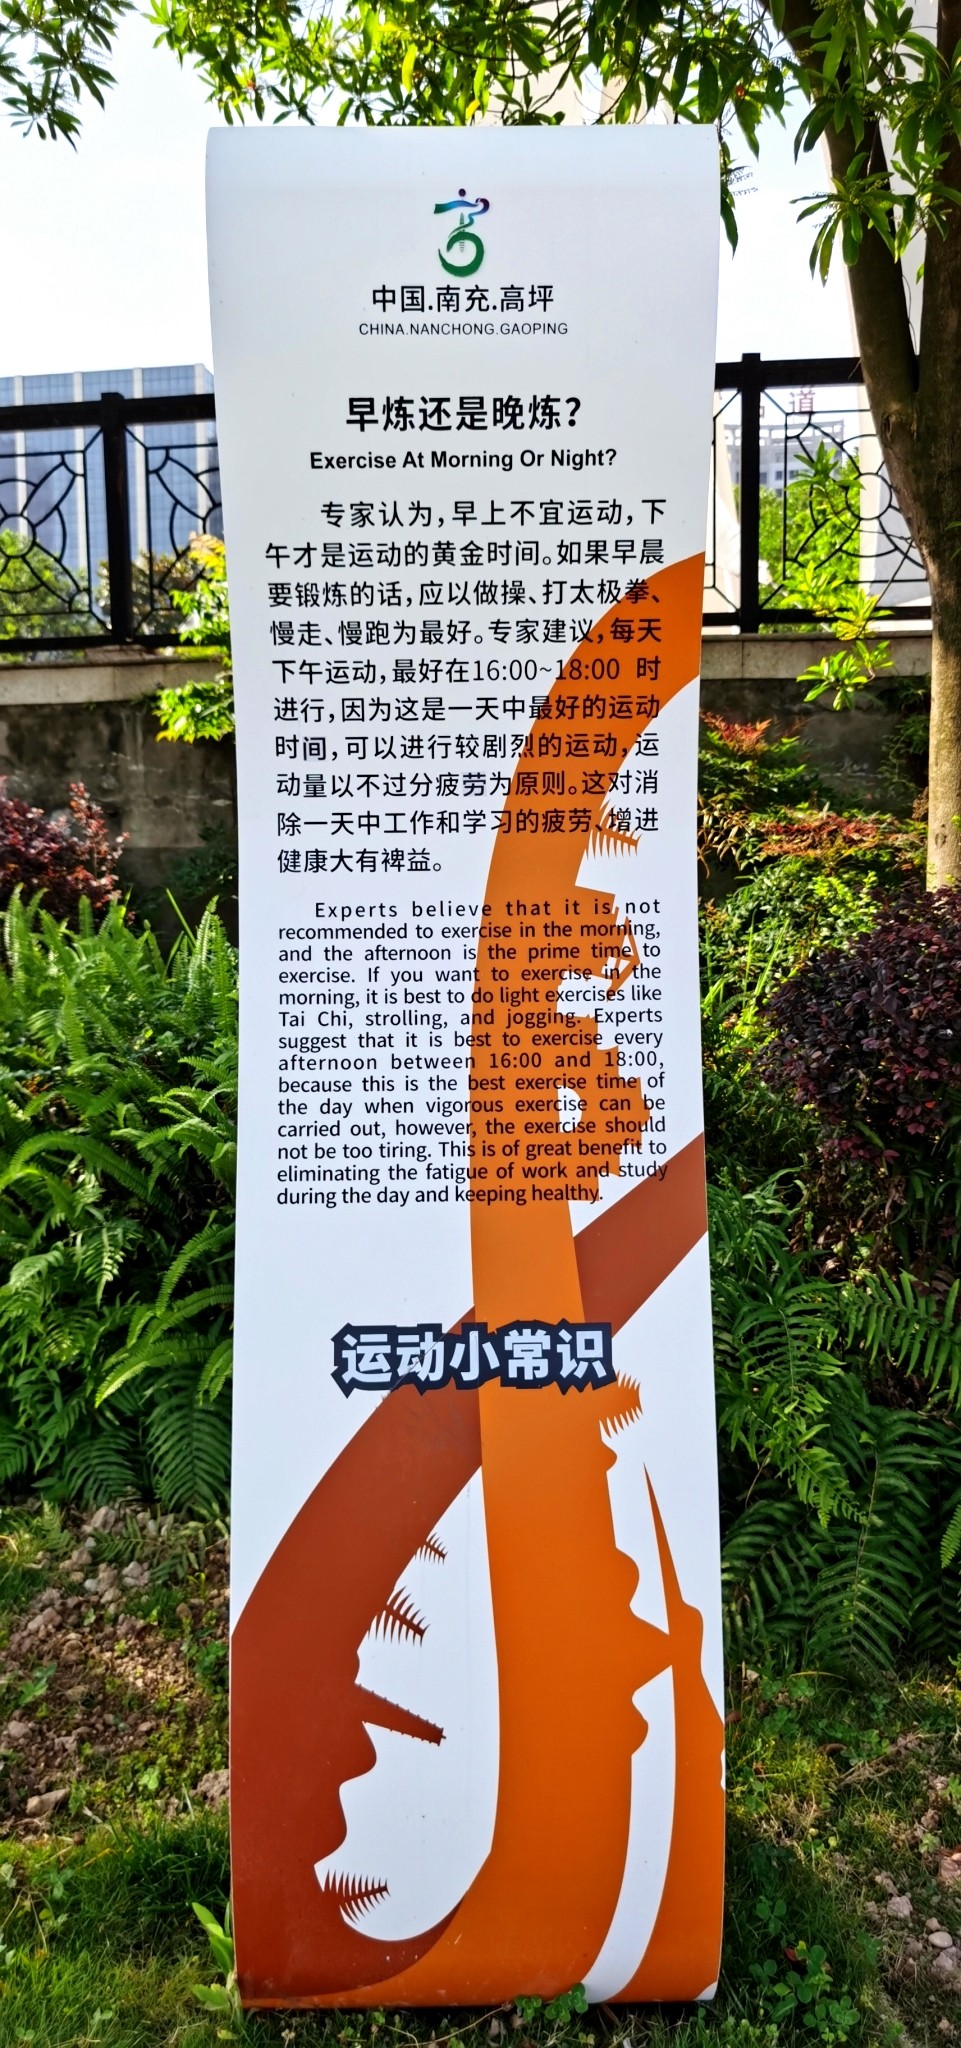 中国.南充.高坪
CHINA.NANCHONG.GAOPING
早炼还是晚炼?
Exercise At Morning Or Night?
专家认为,早上不宜运动,下
午才是运动的黄金时间。如果早晨
要锻炼的话,应以做操、打太极拳、
慢走、慢跑为最好。专家建议,每天
下午运动,最好在16:00~18:00 时
进行,因为这是一天中最好的运动
时间,可以进行较剧烈的运动,运
动量以不过分疲劳为原则。这对消
除一天中工作和学习的疲劳、增进
健康大有裨益。
Experts believe that it is not
recommended to exercise in the morning,
and the afternoon is the prime time to
exercise. If you want to exercise in the
morning, it is best to do light exercises like
Tai Chi, strolling, and jogging. Experts
suggest that it is best to exercise every
afternoon between 16:00 and 18:00,
because this is the best exercise time of
the day when vigorous exercise can be
carried out, however, the exercise should
not be too tiring. This is of great benefit to
eliminating the fatigue of work and study
during the day and keeping healthy.
运动小常识
道